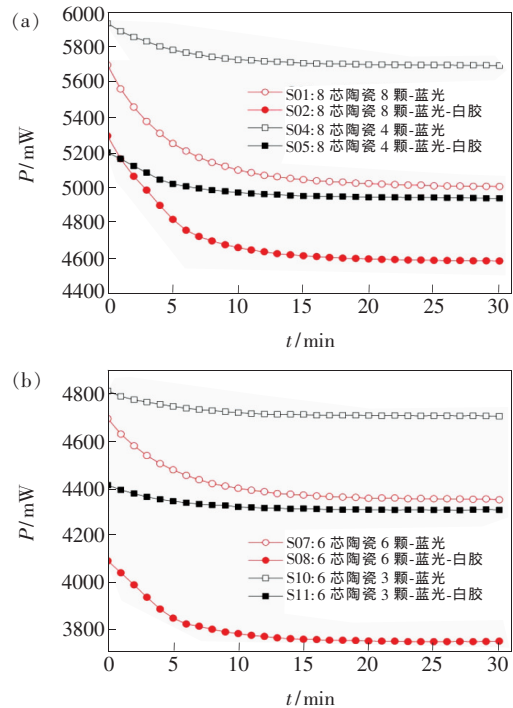 (a)
6000
5800
5600
5400
5200
5000
4800
4600
4400
P/mW
S01:8 芯陶瓷 8 颗-蓝光
S02:8 芯陶瓷 8 颗-蓝光-白胶
S04:8 芯陶瓷 4 颗-蓝光
S05:8 芯陶瓷 4 颗-蓝光-白胶
0 5 10 15 20 25 30
t/min
(b)
4800
4600
4400
4200
4000
3800
P/mW
S07:6 芯陶瓷 6 颗-蓝光
S08:6 芯陶瓷 6 颗-蓝光-白胶
S10:6 芯陶瓷 3 颗-蓝光
S11:6 芯陶瓷 3 颗-蓝光-白胶
0 5 10 15 20 25 30
t/min